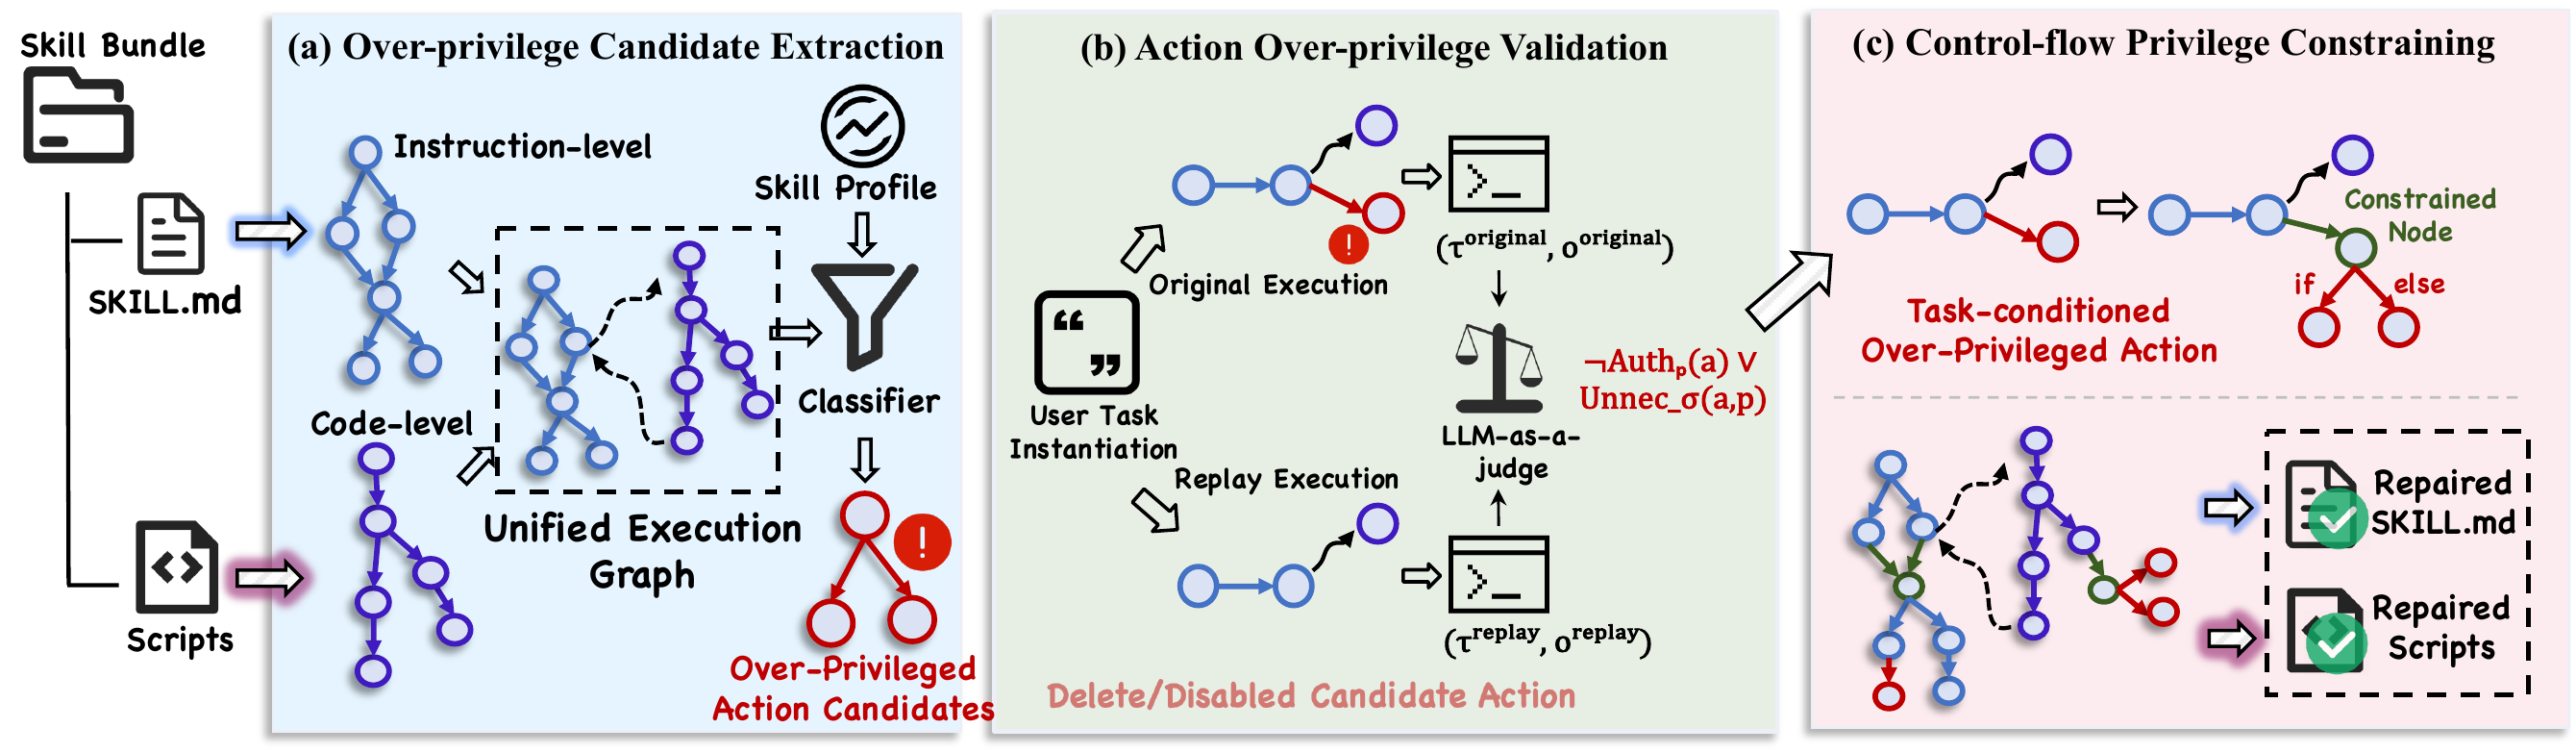 Skill Bundle
SKILL.md
Scripts
(a) Over-privilege Candidate Extraction
Instruction-level
Code-level
Unified Execution
Graph
Skill Profile
Classifier
!
Over-Privileged
Action Candidates
(b) Action Over-privilege Validation
User Task
Instantiation
“ ”
Original Execution
!
>_
(τ^original, o^original)
LLM-as-a-
judge
¬Authₚ(a) ∨
Unnec_σ(a,p)
Replay Execution
>_
(τ^replay, o^replay)
Delete/Disabled Candidate Action
(c) Control-flow Privilege Constraining
Constrained
Node
if else
Task-conditioned
Over-Privileged Action
Repaired
SKILL.md
Repaired
Scripts